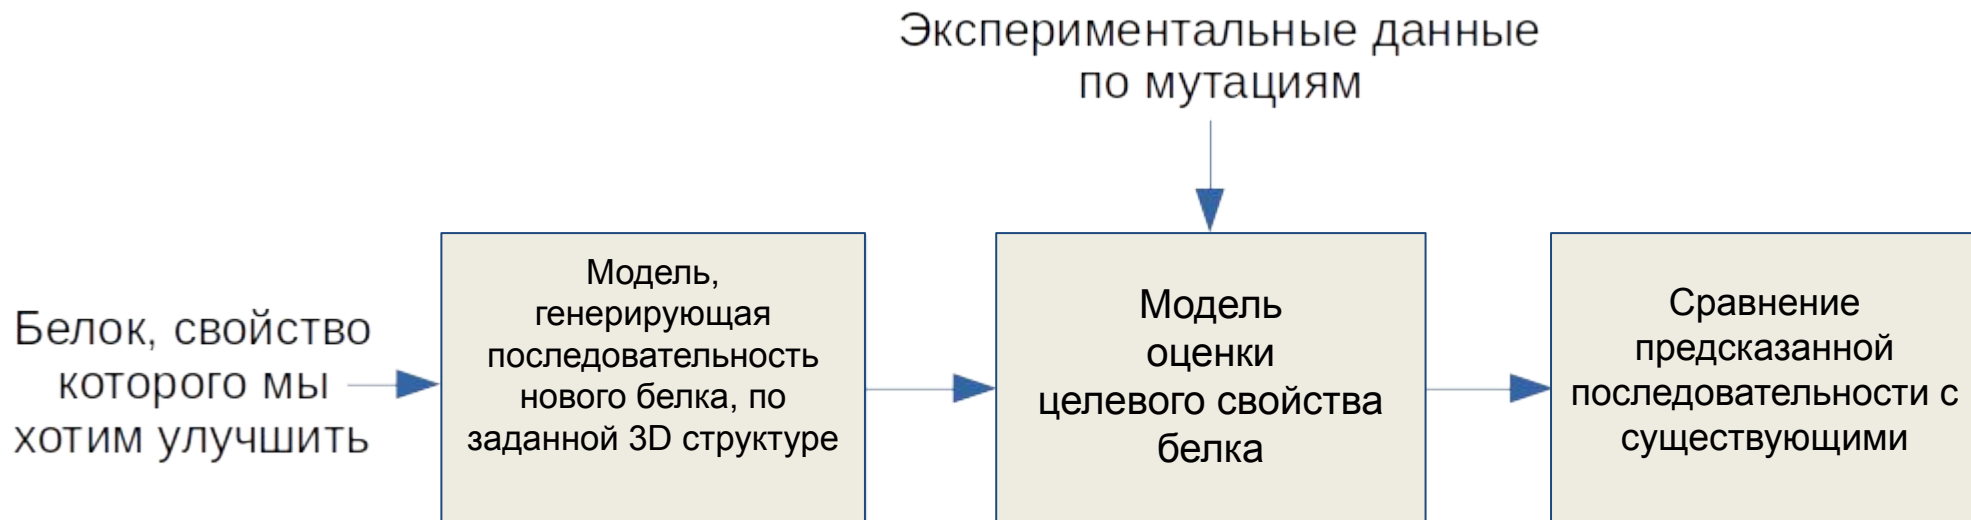 Экспериментальные данные
по мутациям
Белок, свойство
которого мы
хотим улучшить
Модель,
генерирующая
последовательность
нового белка, по
заданной 3D структуре
Модель
оценки
целевого свойства
белка
Сравнение
предсказанной
последовательности с
существующими